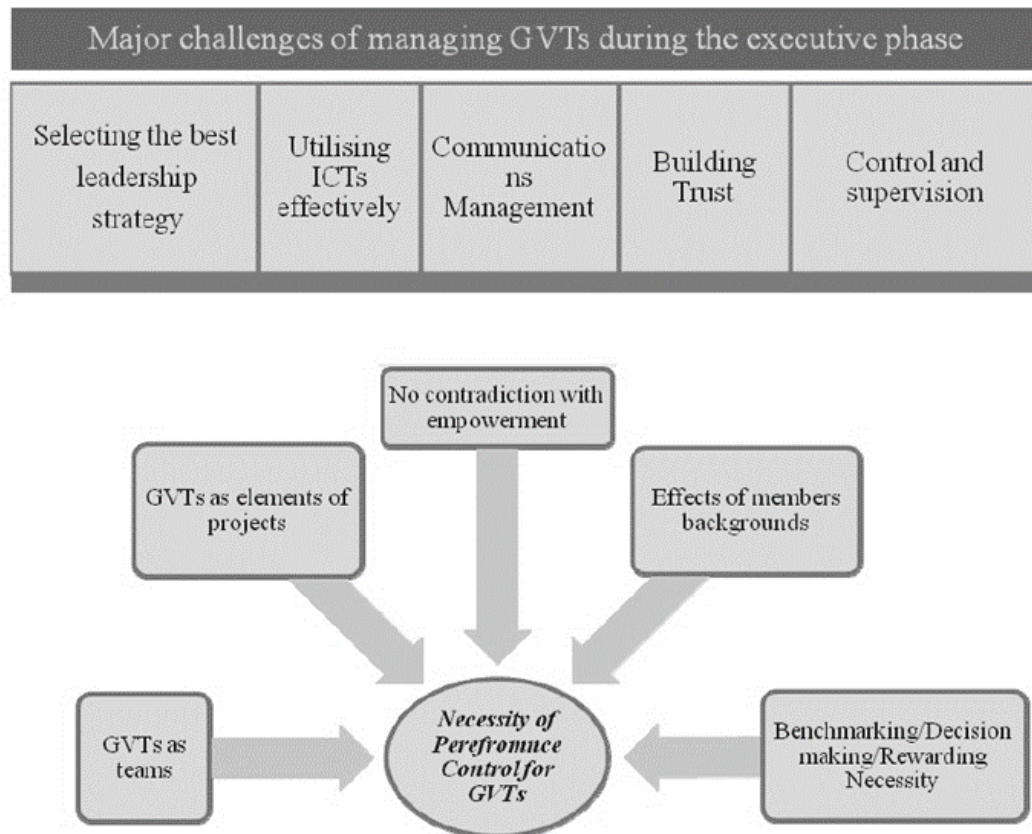 Major challenges of managing GVTs during the executive phase
Selecting the best
leadership
strategy
Utilising
ICTs
effectively
Communicatio
ns
Management
Building
Trust
Control and
supervision
No contradiction with
empowerment
GVTs as elements of
projects
Effects of members
backgrounds
GVTs as
teams
Necessity of
Perefromnuce
Control for
GVTs
Benchmarking/Decision
making/Rewarding
Necessity